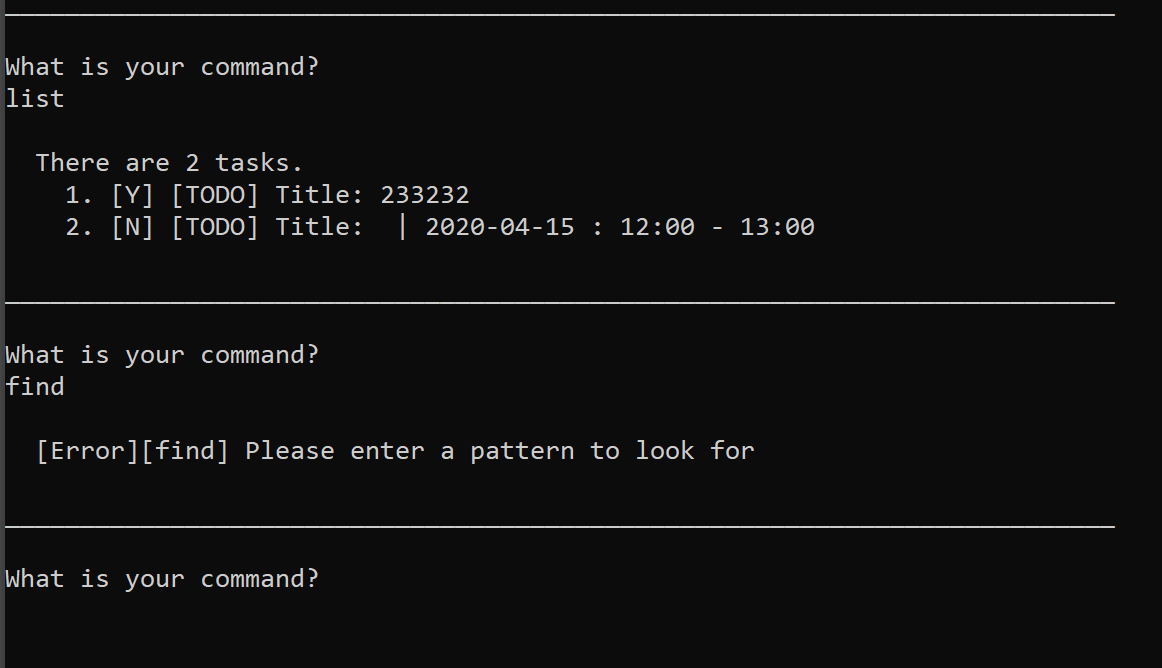 What is your command?
list
There are 2 tasks.
1. [Y] [TODO] Title: 233232
2. [N] [TODO] Title:  | 2020-04-15 : 12:00 - 13:00
What is your command?
find
[Error][find] Please enter a pattern to look for
What is your command?